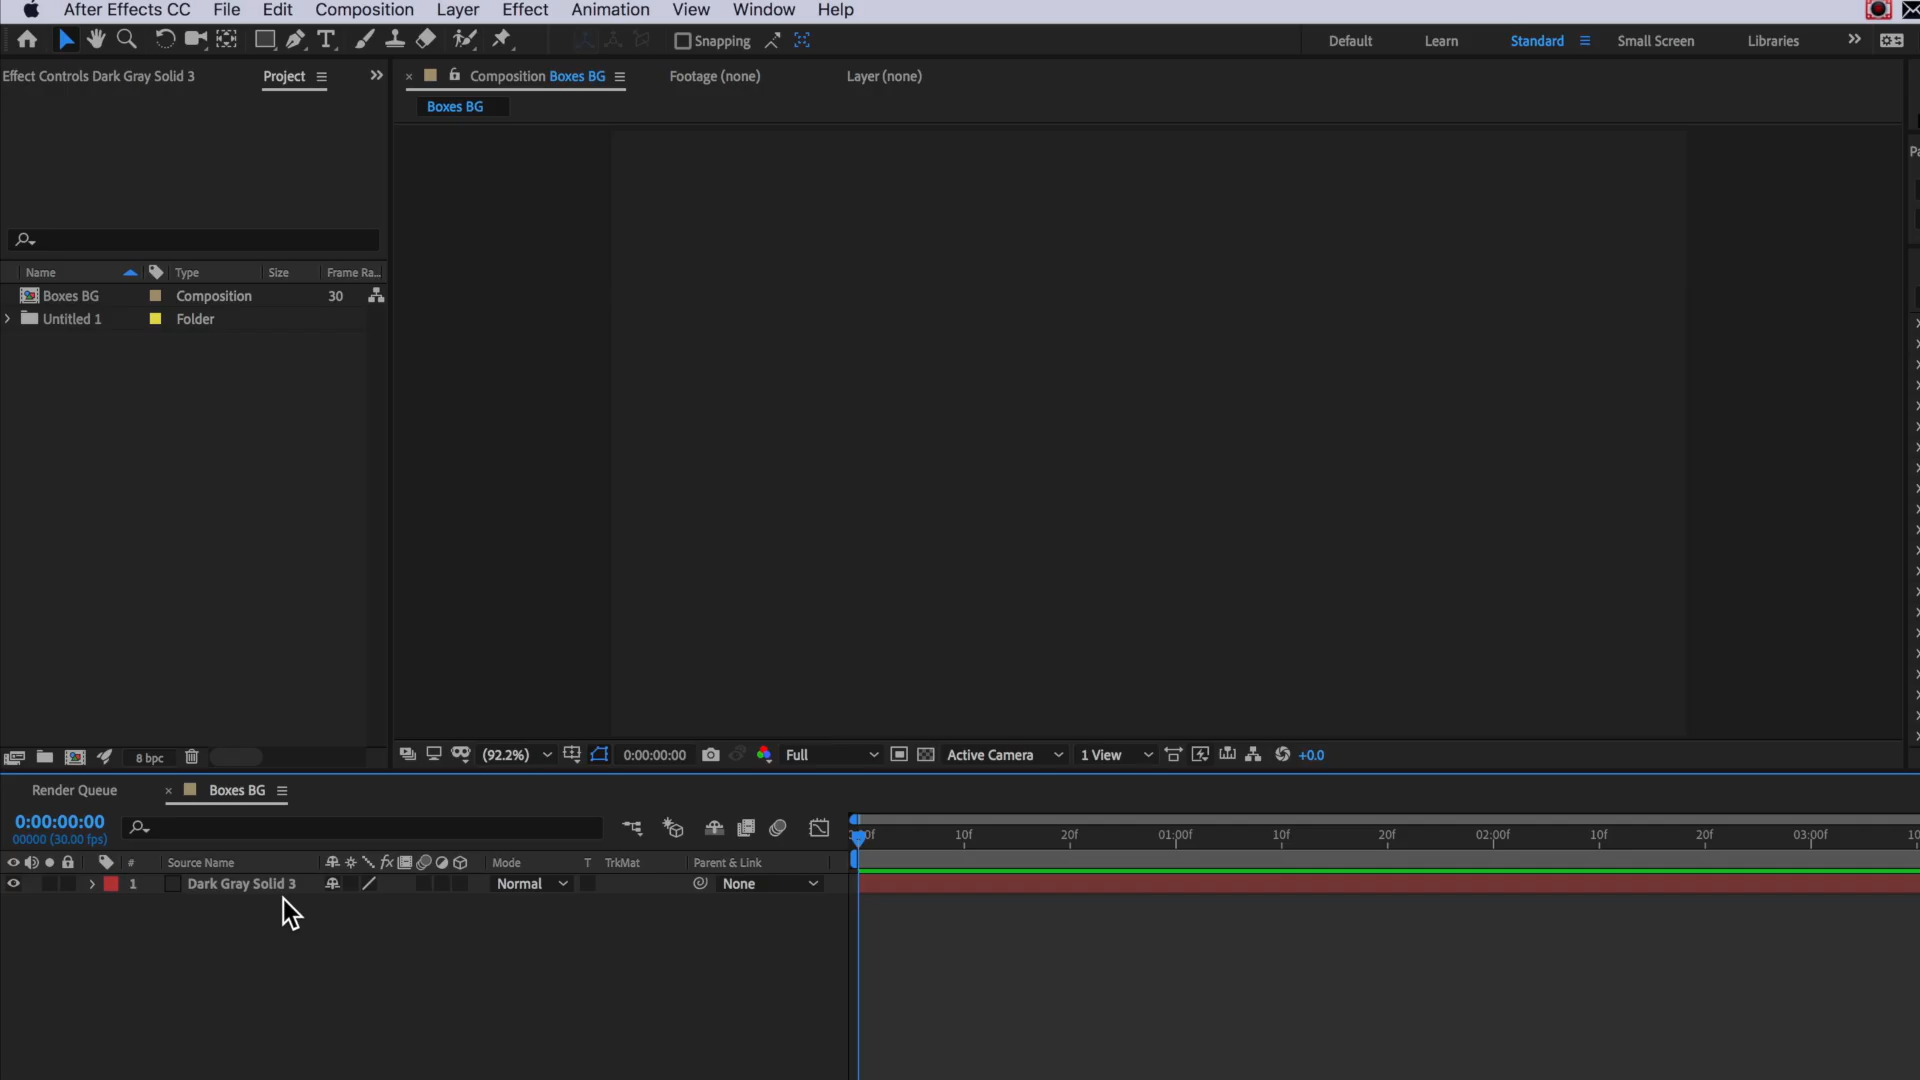 After Effects CC File Edit Composition Layer Effect Animation View Window Help
Snapping Default Learn Standard Small Screen Libraries
Effect Controls Dark Gray Solid 3 Project Composition Boxes BG Footage (none) Layer (none)
Boxes BG
Name Type Size Frame Ra...
Boxes BG Composition 30
Untitled 1 Folder
8 bpc (92.2%) 0:00:00:00 Full Active Camera 1 View +0.0
Render Queue Boxes BG
0:00:00:00
00000 (30.00 fps)
10f 20f 01:00f 10f 20f 02:00f 10f 20f 03:00f
# Source Name fx Mode T TrkMat Parent & Link
1 Dark Gray Solid 3 Normal None